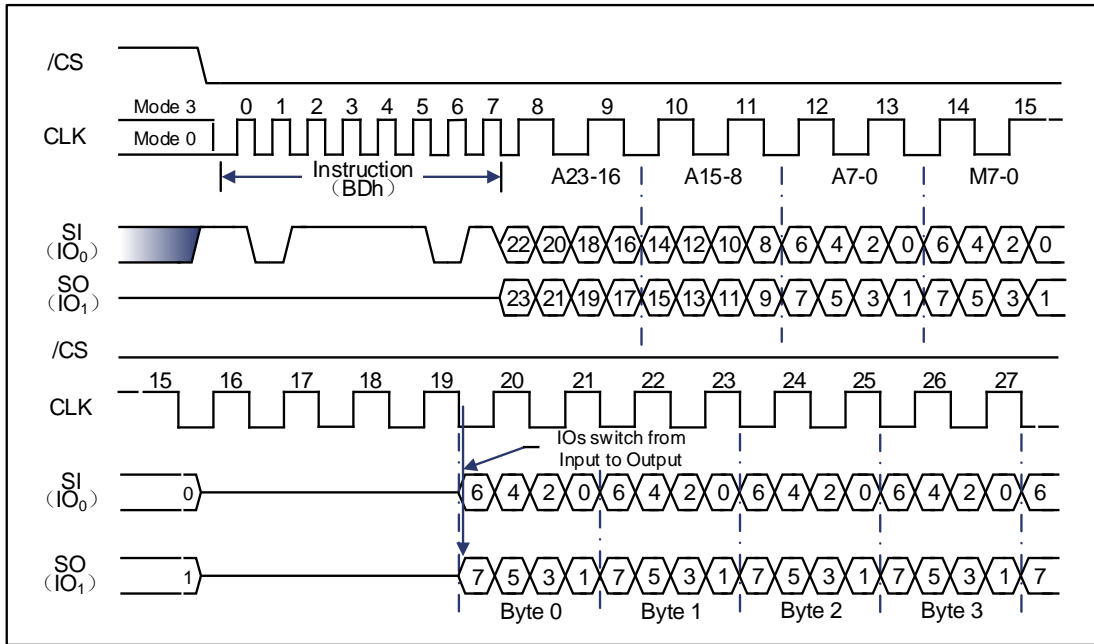 /CS
Mode 3 0 1 2 3 4 5 6 7 8 9 10 11 12 13 14 15
CLK
Mode 0
Instruction
（BDh）
A23-16 A15-8 A7-0 M7-0
SI
（IO0） 22 20 18 16 14 12 10 8 6 4 2 0 6 4 2 0
SO
（IO1） 23 21 19 17 15 13 11 9 7 5 3 1 7 5 3 1
/CS
15 16 17 18 19 20 21 22 23 24 25 26 27
CLK
IOs switch from
Input to Output
SI
（IO0） 0 6 4 2 0 6 4 2 0 6 4 2 0 6 4 2 0 6
SO
（IO1） 1 7 5 3 1 7 5 3 1 7 5 3 1 7 5 3 1 7
Byte 0 Byte 1 Byte 2 Byte 3